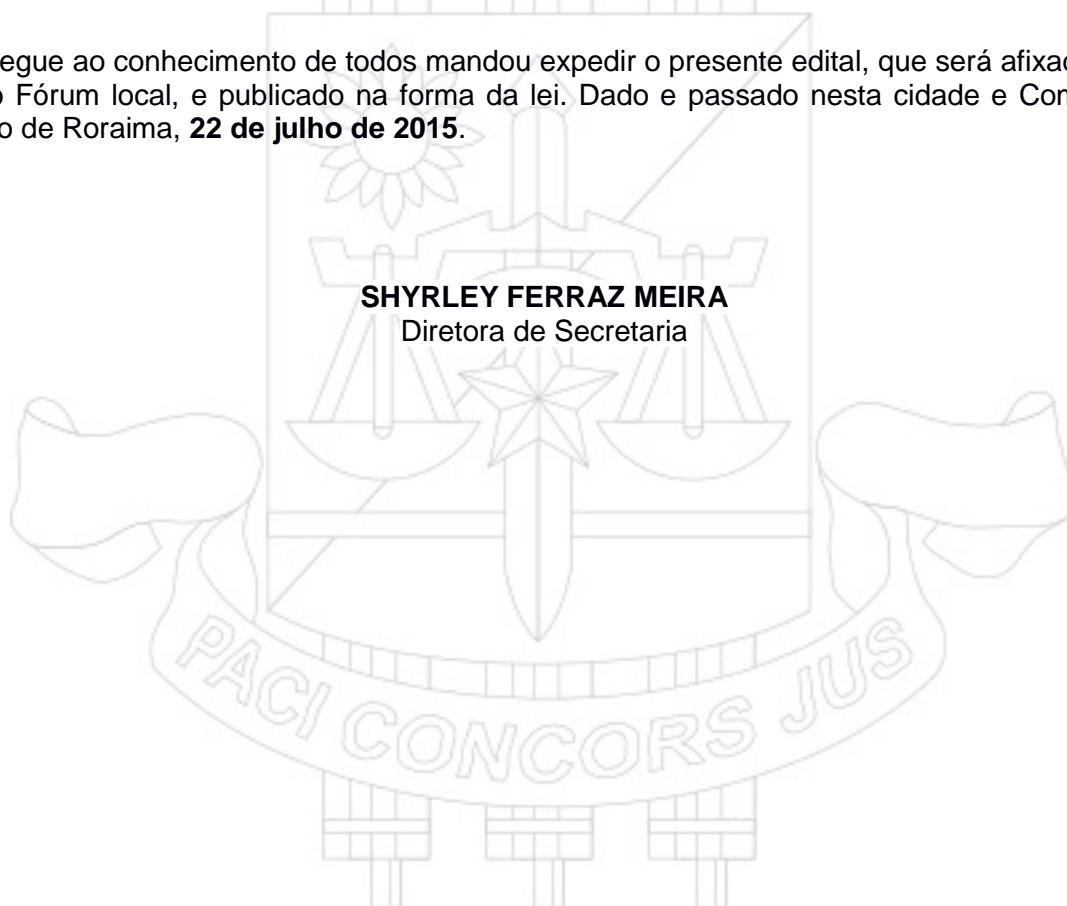 egue ao conhecimento de todos mandou expedir o presente edital, que será afixa
Fórum local, e publicado na forma da lei. Dado e passado nesta cidade e Co
o de Roraima, 22 de julho de 2015.
SHYRLEY FERRAZ MEIRA
Diretora de Secretaria
PACI CONCORS JUS